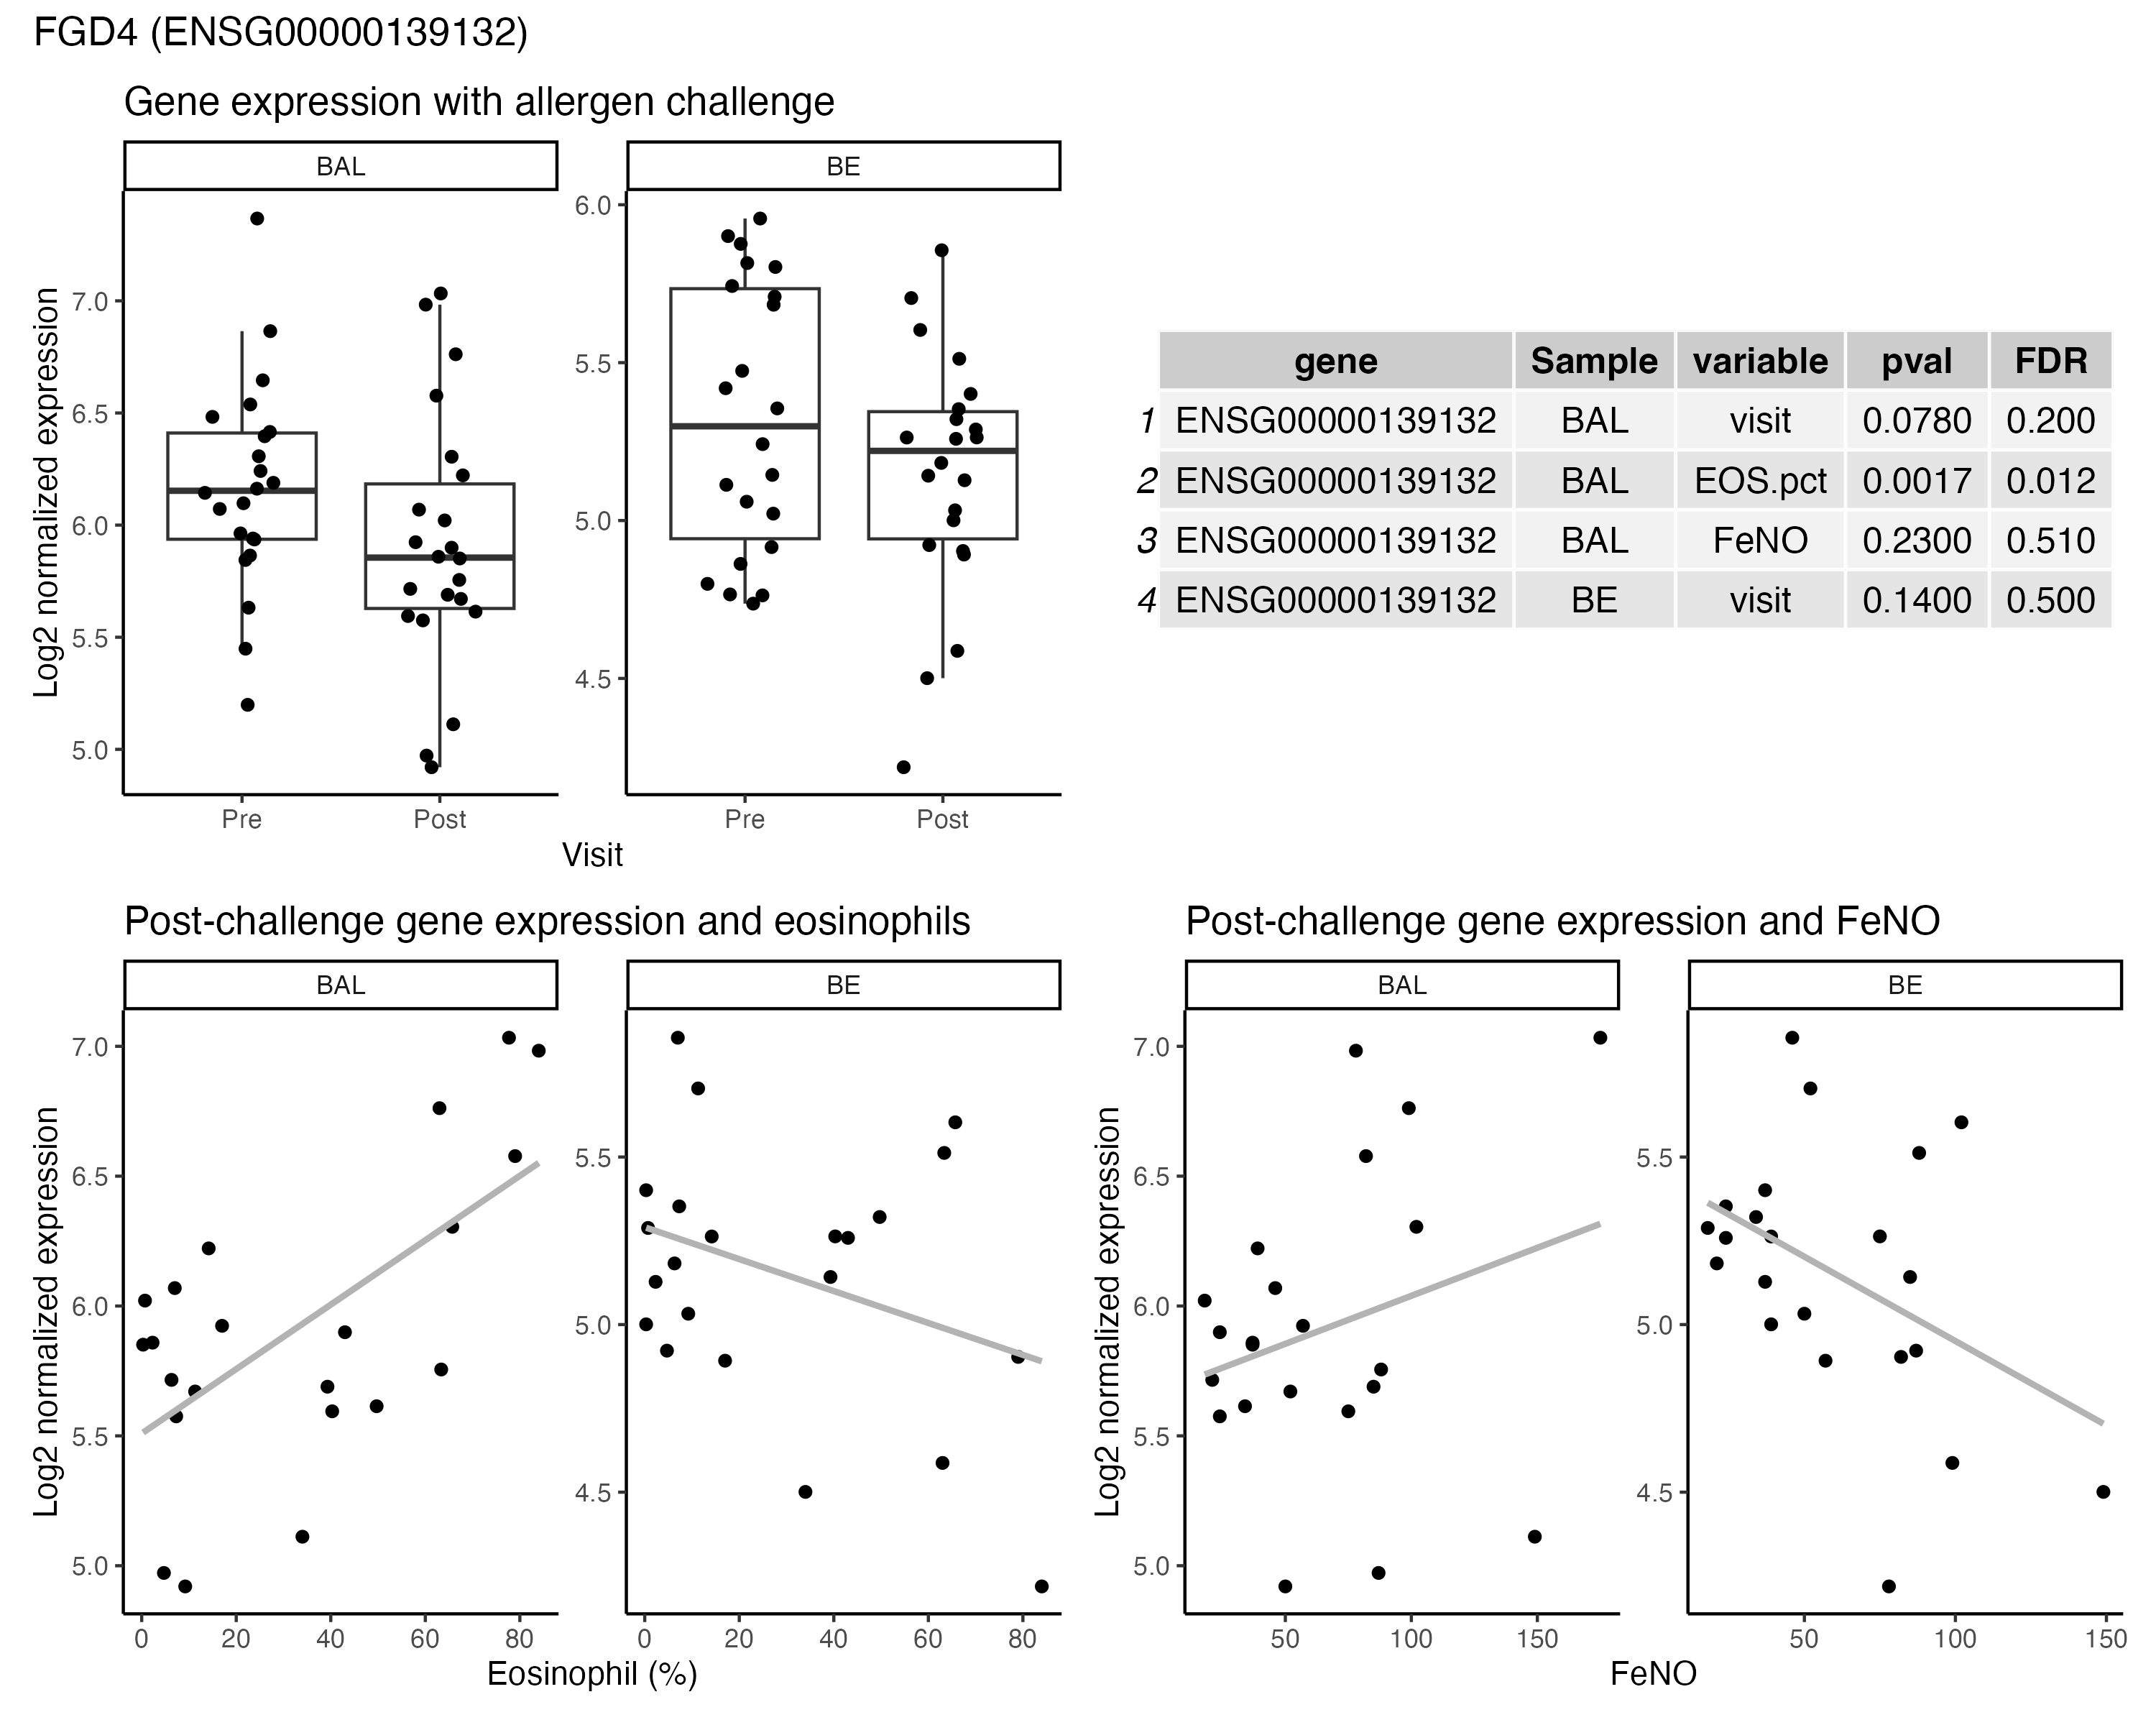 FGD4 (ENSG00000139132)
Gene expression with allergen challenge
BAL BE
Log2 normalized expression
7.0
6.5
6.0
5.5
5.0
6.0
5.5
5.0
4.5
Pre Post Pre Post
Visit
gene Sample variable pval FDR
1 ENSG00000139132 BAL visit 0.0780 0.200
2 ENSG00000139132 BAL EOS.pct 0.0017 0.012
3 ENSG00000139132 BAL FeNO 0.2300 0.510
4 ENSG00000139132 BE visit 0.1400 0.500
Post-challenge gene expression and eosinophils
BAL BE
Log2 normalized expression
7.0
6.5
6.0
5.5
5.0
5.5
5.0
4.5
0 20 40 60 80 0 20 40 60 80
Eosinophil (%)
Post-challenge gene expression and FeNO
BAL BE
Log2 normalized expression
7.0
6.5
6.0
5.5
5.0
5.5
5.0
4.5
50 100 150 50 100 150
FeNO